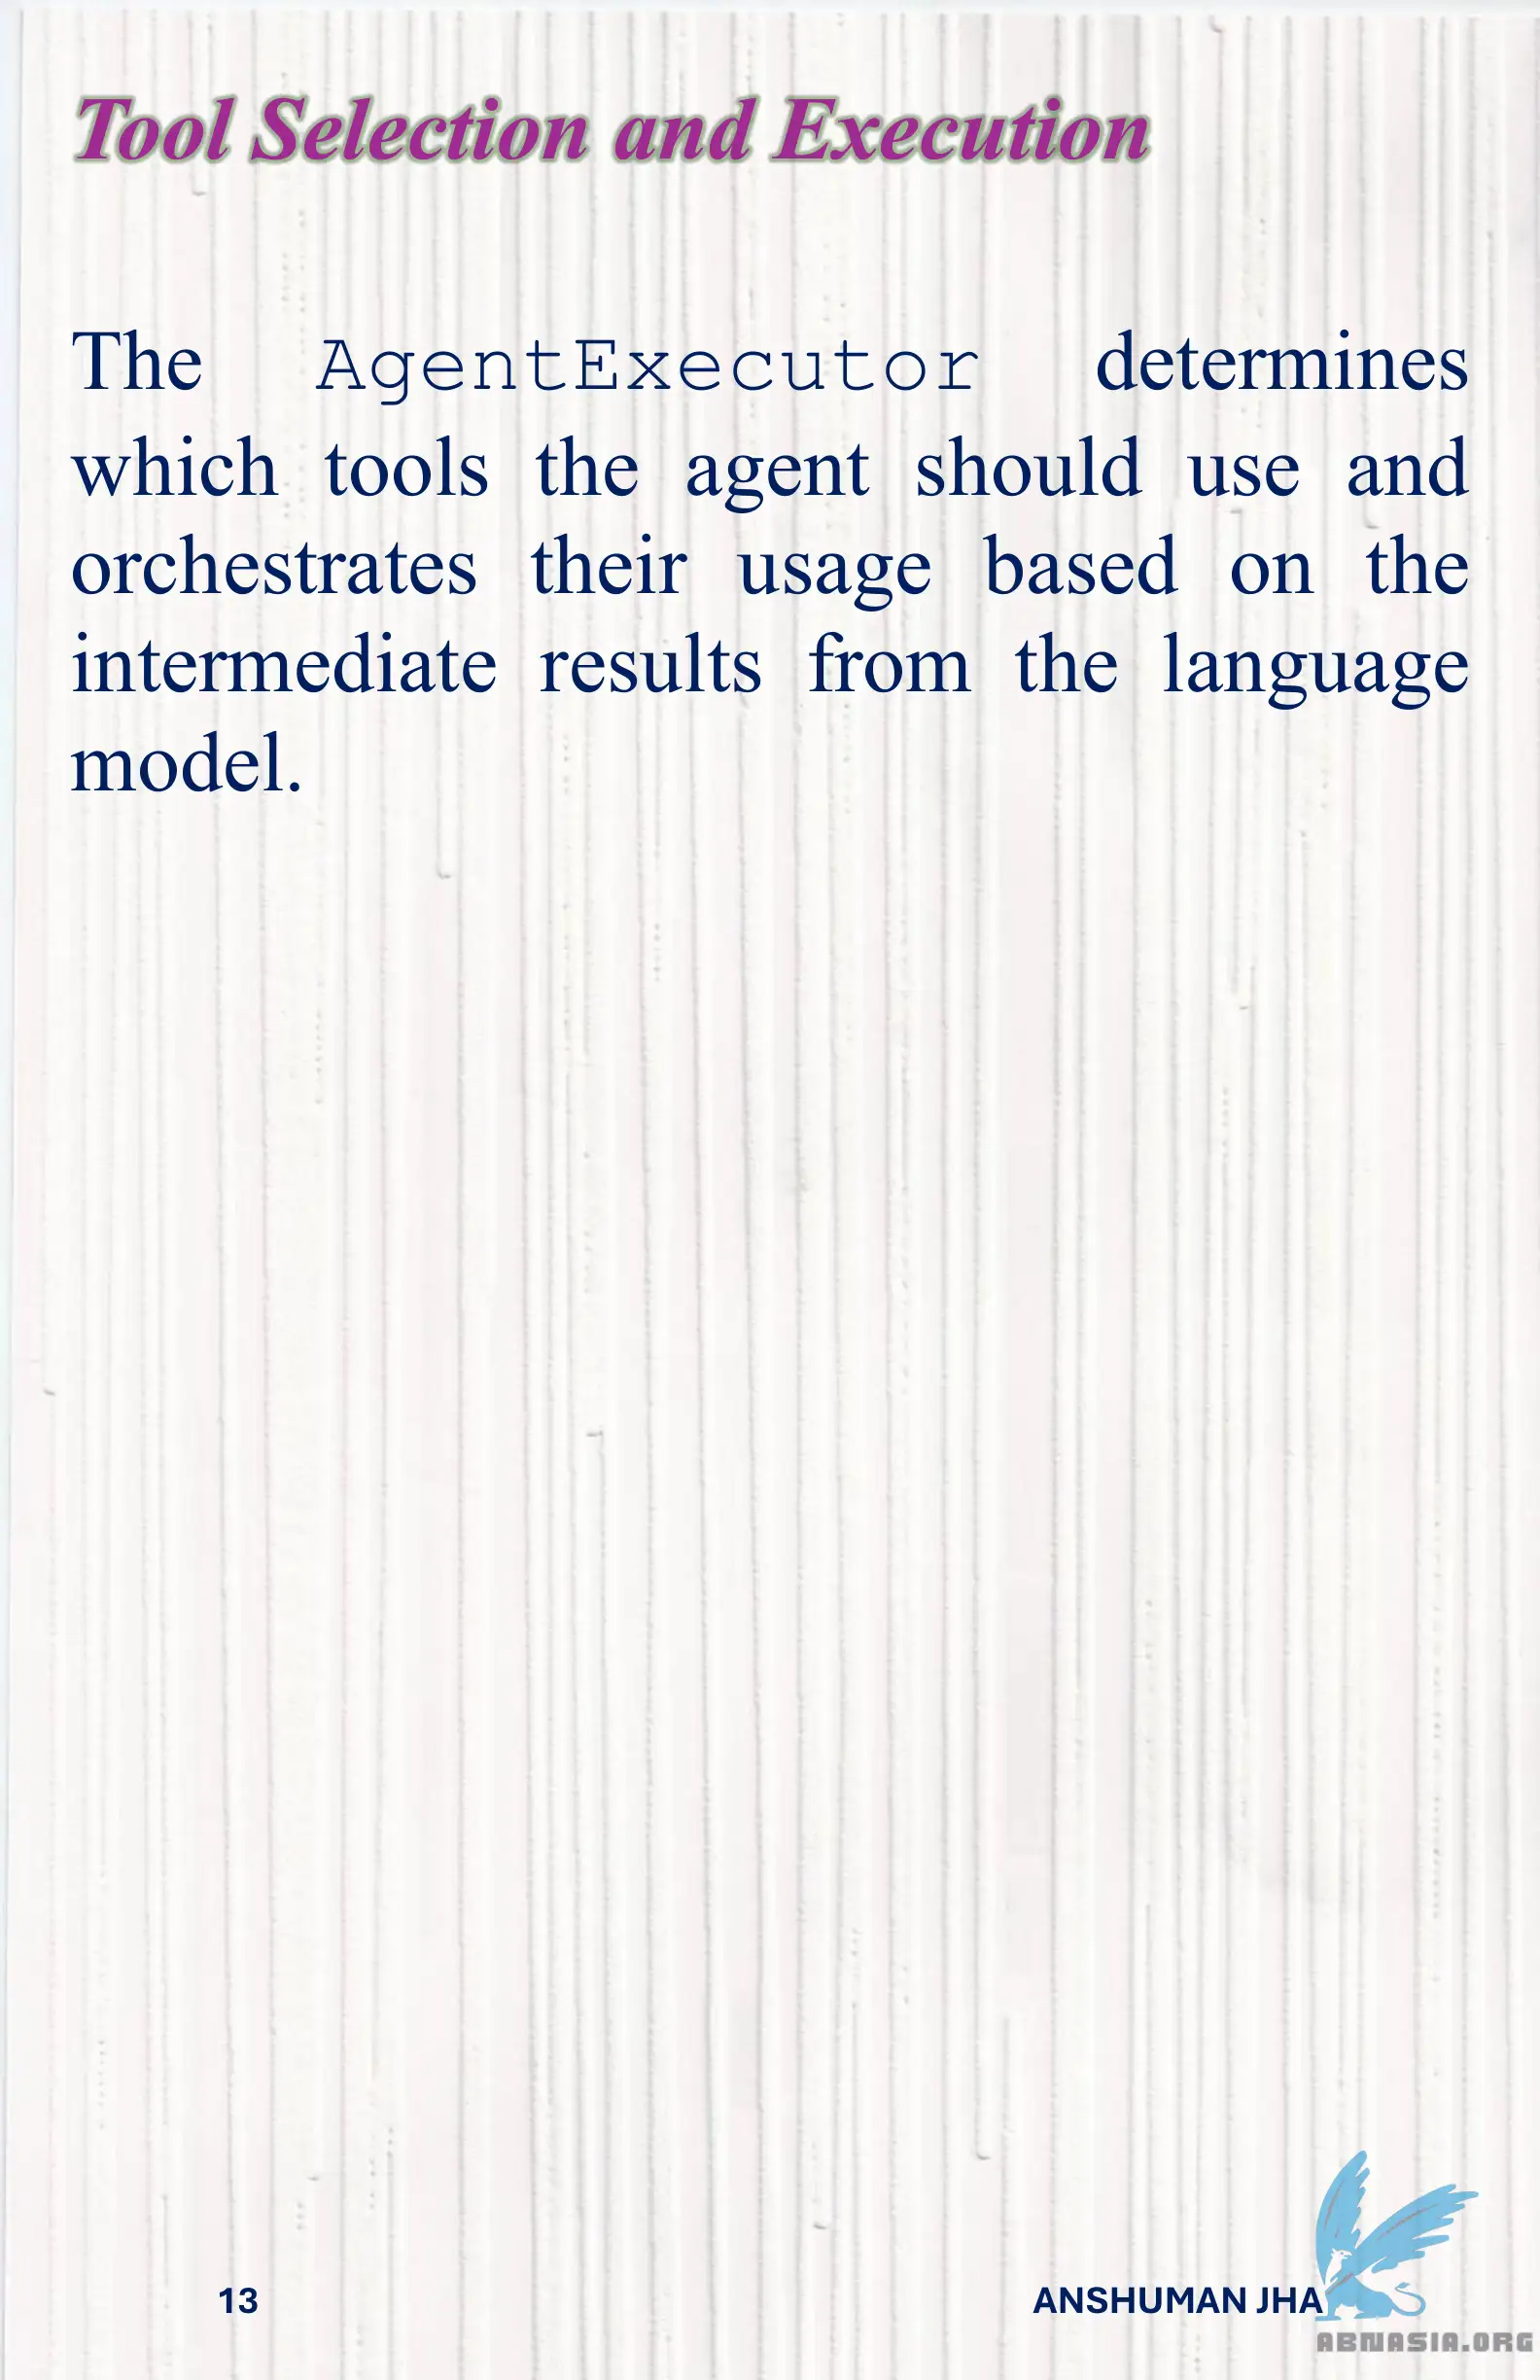 Tool Selection and Execution
The AgentExecutor determines
which tools the agent should use and
orchestrates their usage based on the
intermediate results from the language
model.
13
ANSHUMAN JHA
ABNASIA.ORG